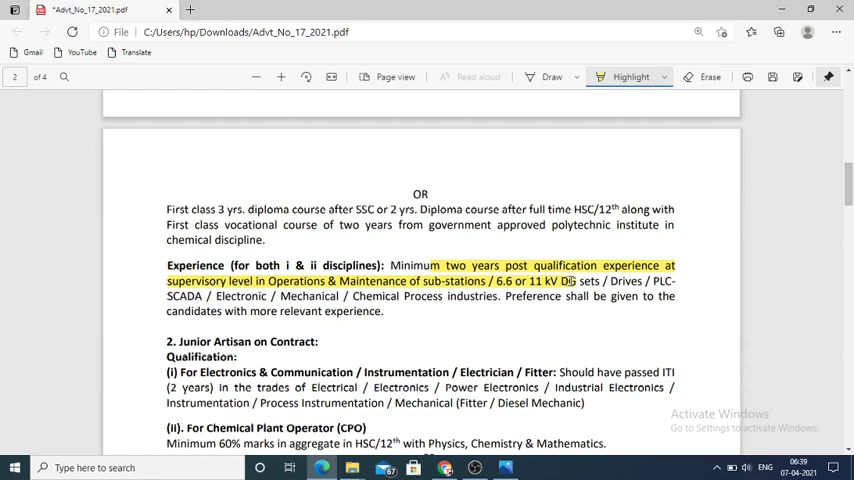 *Advt_No_17_2021.pdf
File C:/Users/hp/Downloads/Advt_No_17_2021.pdf
Gmail YouTube Translate
2 of 4 Page view Read aloud Draw Highlight Erase
OR
First class 3 yrs. diploma course after SSC or 2 yrs. Diploma course after full time HSC/12th along with
First class vocational course of two years from government approved polytechnic institute in
chemical discipline.
Experience (for both i & ii disciplines): Minimum two years post qualification experience at
supervisory level in Operations & Maintenance of sub-stations / 6.6 or 11 kV DG sets / Drives / PLC-
SCADA / Electronic / Mechanical / Chemical Process industries. Preference shall be given to the
candidates with more relevant experience.
2. Junior Artisan on Contract:
Qualification:
(i) For Electronics & Communication / Instrumentation / Electrician / Fitter: Should have passed ITI
(2 years) in the trades of Electrical / Electronics / Power Electronics / Industrial Electronics /
Instrumentation / Process Instrumentation / Mechanical (Fitter / Diesel Mechanic)
(ii). For Chemical Plant Operator (CPO)
Minimum 60% marks in aggregate in HSC/12th with Physics, Chemistry & Mathematics.
Activate Windows
Go to Settings to activate Windows.
Type here to search
67
ENG
06:39
07-04-2021